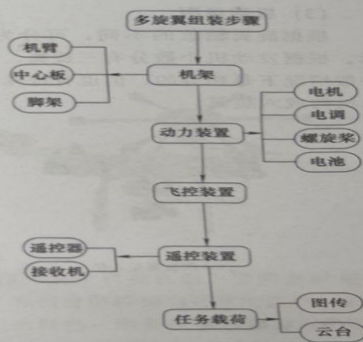 多旋翼组装步骤
机臂
中心板
脚架
机架
动力装置
电机
电调
螺旋桨
电池
飞控装置
遥控器
接收机
遥控装置
任务载荷
图传
云台